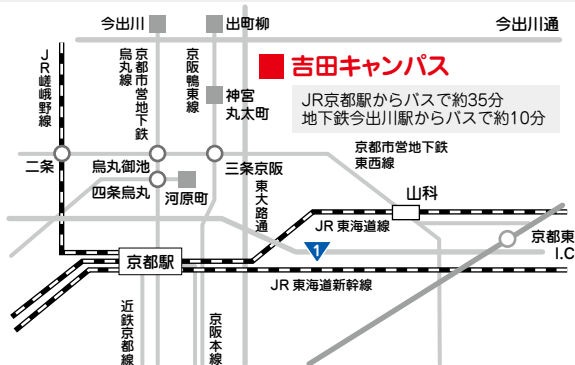 今出川
出町柳
今出川通
JR嵯峨野線
京都市営地下鉄
烏丸線
京阪鴨東線
吉田キャンパス
神宮
丸太町
JR京都駅からバスで約35分
地下鉄今出川駅からバスで約10分
京都市営地下鉄
東西線
二条
烏丸御池
三条京阪
四条烏丸
河原町
東大路通
山科
JR東海道線
1
京都東
I.C
京都駅
JR東海道新幹線
近鉄京都線
京阪本線